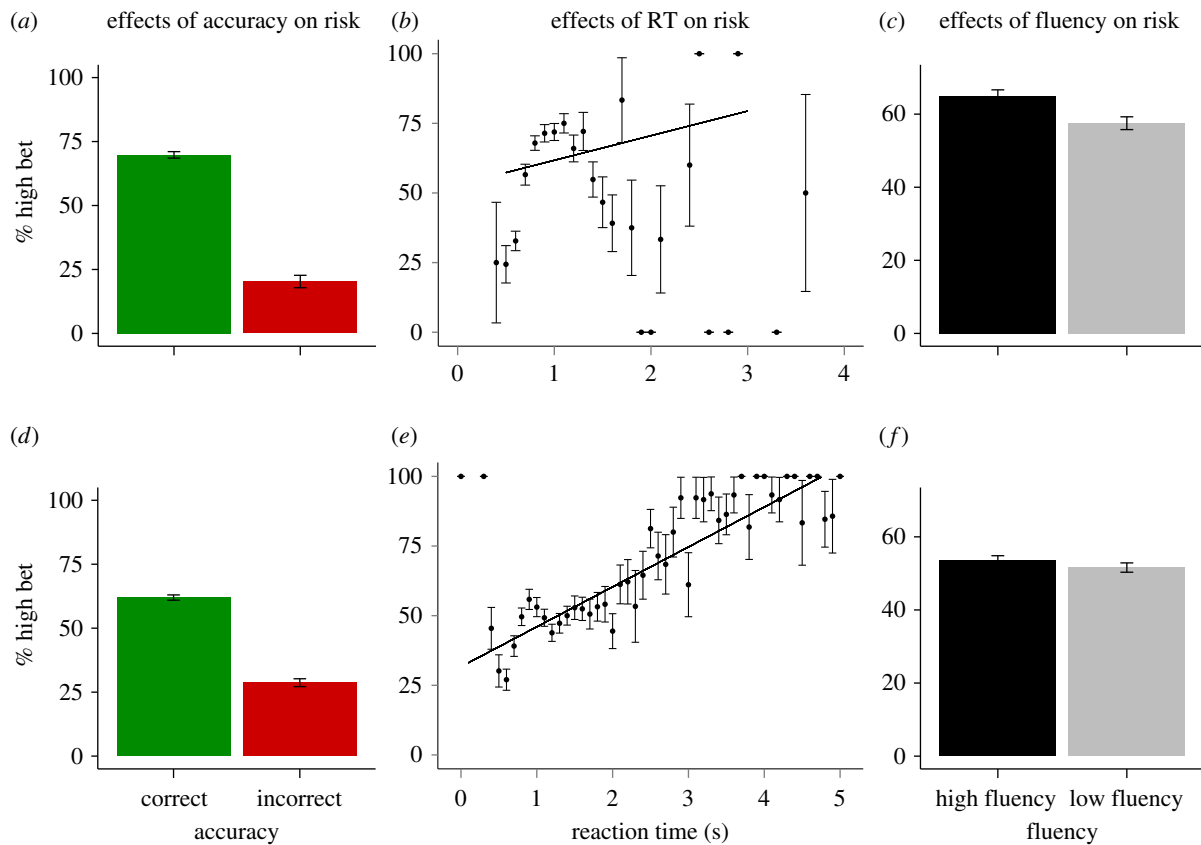 (a) effects of accuracy on risk
(b) effects of RT on risk
(c) effects of fluency on risk
% high bet
100
75
50
25
0
100
75
50
25
0
0 1 2 3 4
60
40
20
0
(d)
(e)
(f)
% high bet
100
75
50
25
0
correct incorrect
accuracy
100
75
50
25
0
0 1 2 3 4 5
reaction time (s)
60
40
20
0
high fluency low fluency
fluency